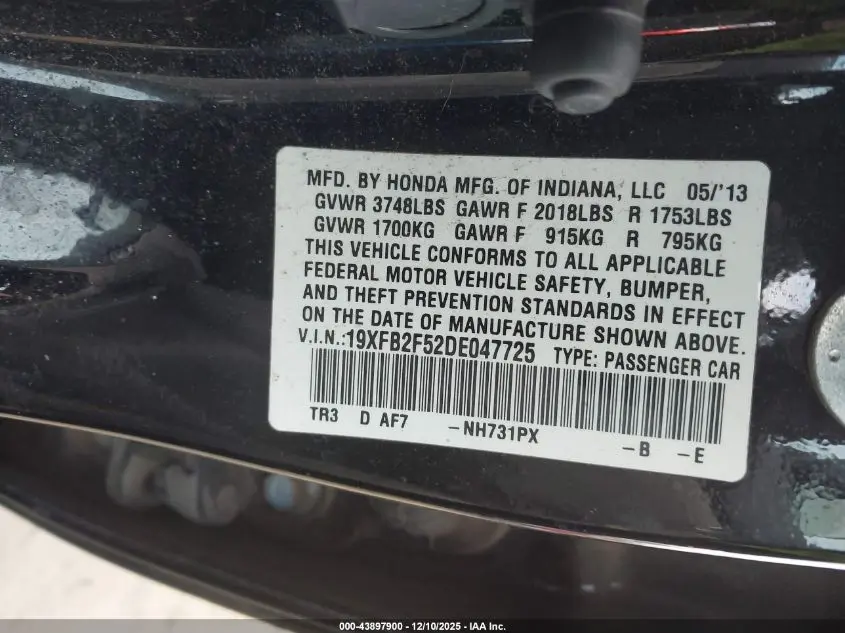 MFD. BY HONDA MFG. OF INDIANA, LLC 05/'13
GVWR 3748LBS GAWR F 2018LBS R 1753LBS
GVWR 1700KG GAWR F 915KG R 795KG
THIS VEHICLE CONFORMS TO ALL APPLICABLE
FEDERAL MOTOR VEHICLE SAFETY, BUMPER,
AND THEFT PREVENTION STANDARDS IN EFFECT
ON THE DATE OF MANUFACTURE SHOWN ABOVE.
V.I.N.:19XFB2F52DE047725 TYPE: PASSENGER CAR
TR3 D AF7 -NH731PX -B -E
000-43897900 - 12/10/2025 - IAA Inc.